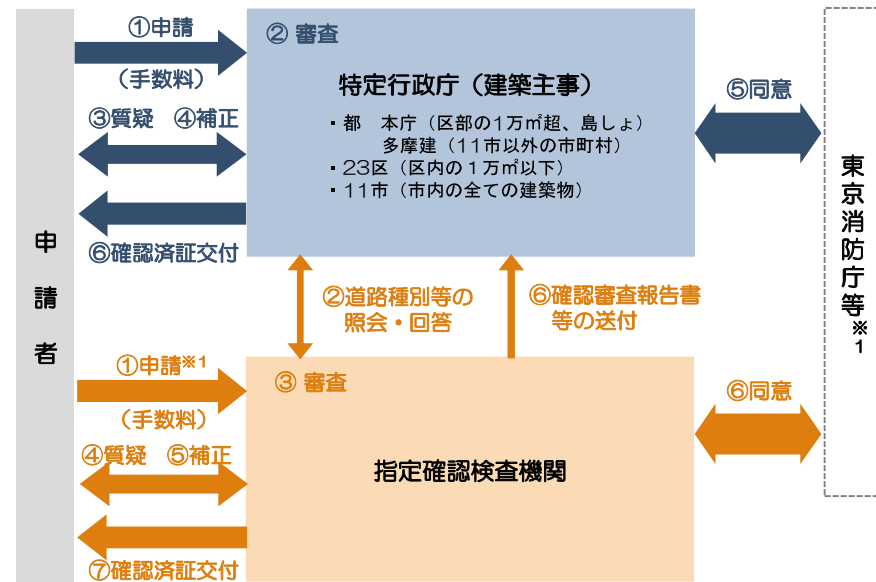 申請者
①申請
（手数料）
③質疑　④補正
⑥確認済証交付
② 審査
特定行政庁（建築主事）
・都　本庁（区部の1万㎡超、島しょ）
多摩建（11市以外の市町村）
・23区（区内の１万㎡以下）
・11市（市内の全ての建築物）
⑤同意
東京消防庁等※1
②道路種別等の
照会・回答
⑥確認審査報告書
等の送付
①申請※1
（手数料）
④質疑　⑤補正
⑦確認済証交付
③ 審査
指定確認検査機関
⑥同意